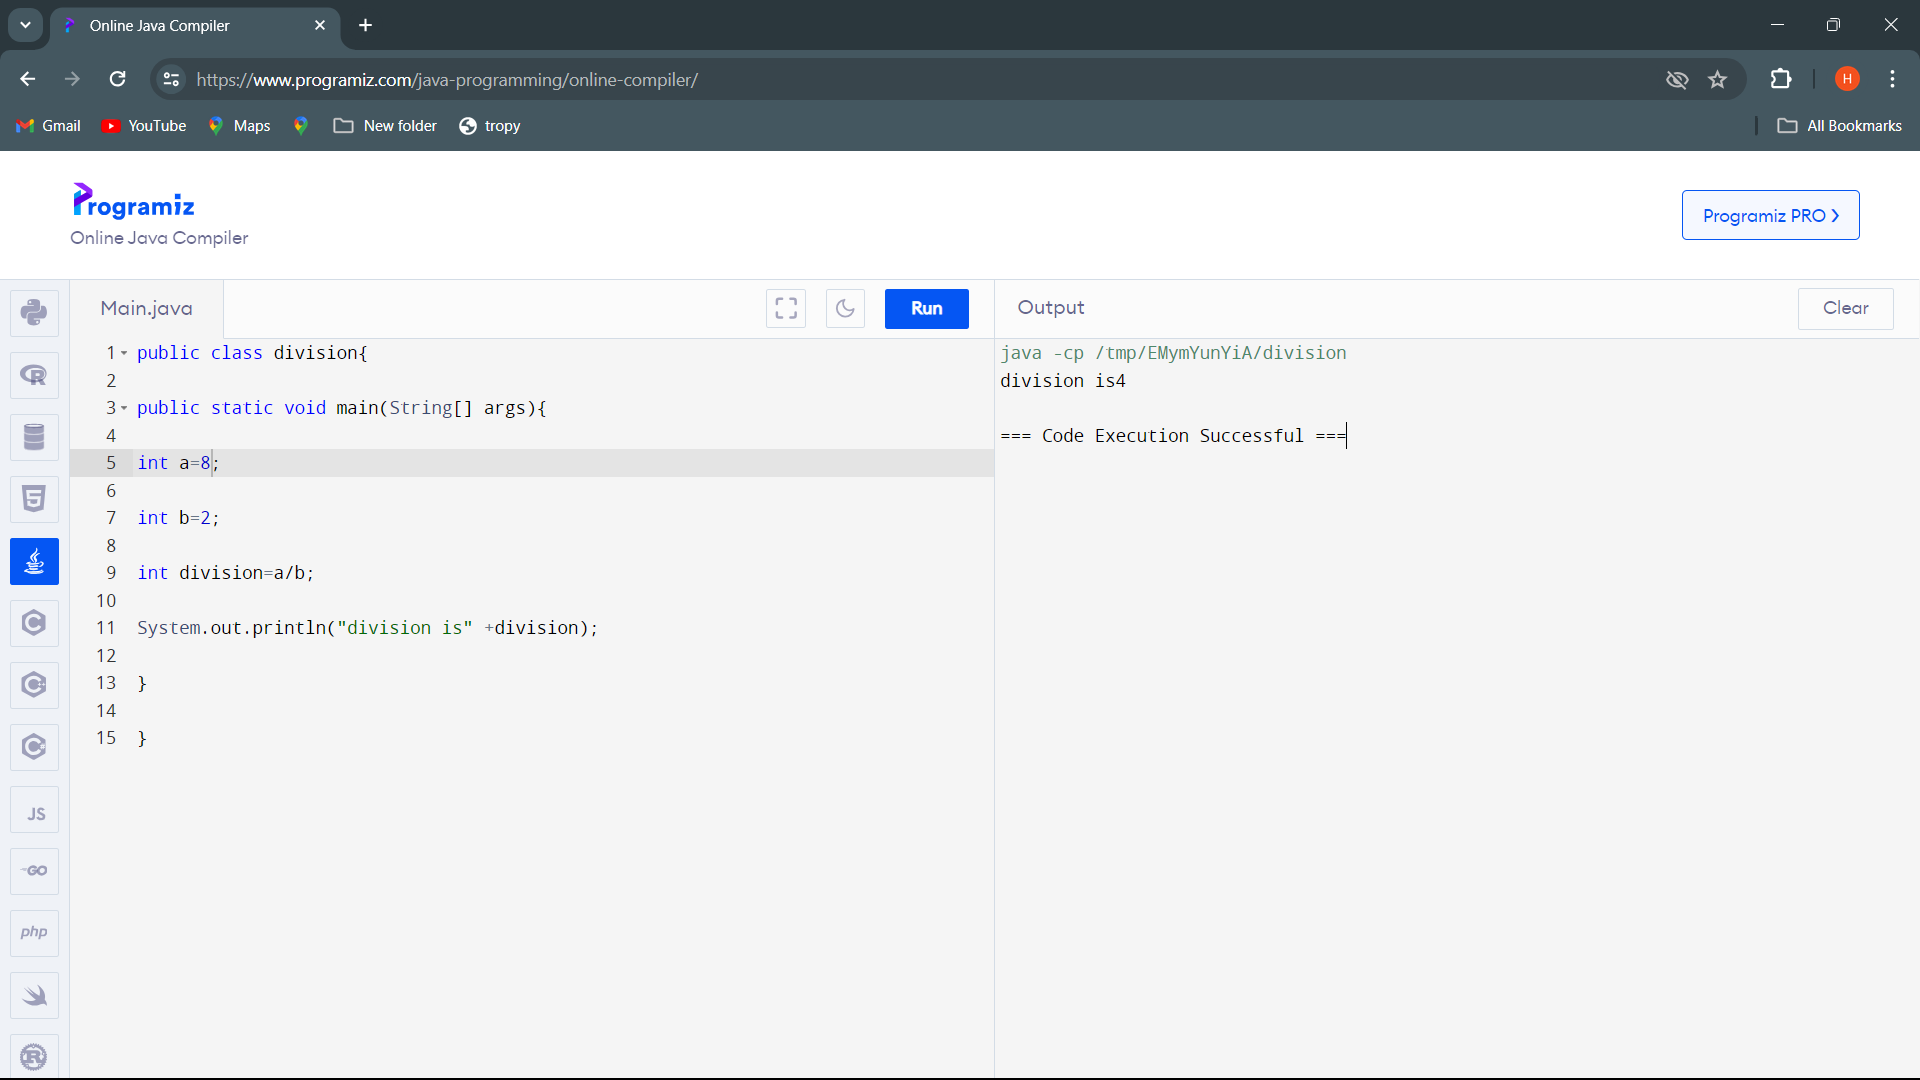 Online Java Compiler
https://www.programiz.com/java-programming/online-compiler/
H
Gmail YouTube Maps New folder tropy All Bookmarks
Programiz
Online Java Compiler
Programiz PRO ❯
Main.java Run Output Clear
1 public class division{
2
3 public static void main(String[] args){
4
5 int a=8;
6
7 int b=2;
8
9 int division=a/b;
10
11 System.out.println("division is" +division);
12
13 }
14
15 }
java -cp /tmp/EMymYunYiA/division
division is4
=== Code Execution Successful ===
R
5
C
C
C
JS
GO
php
R